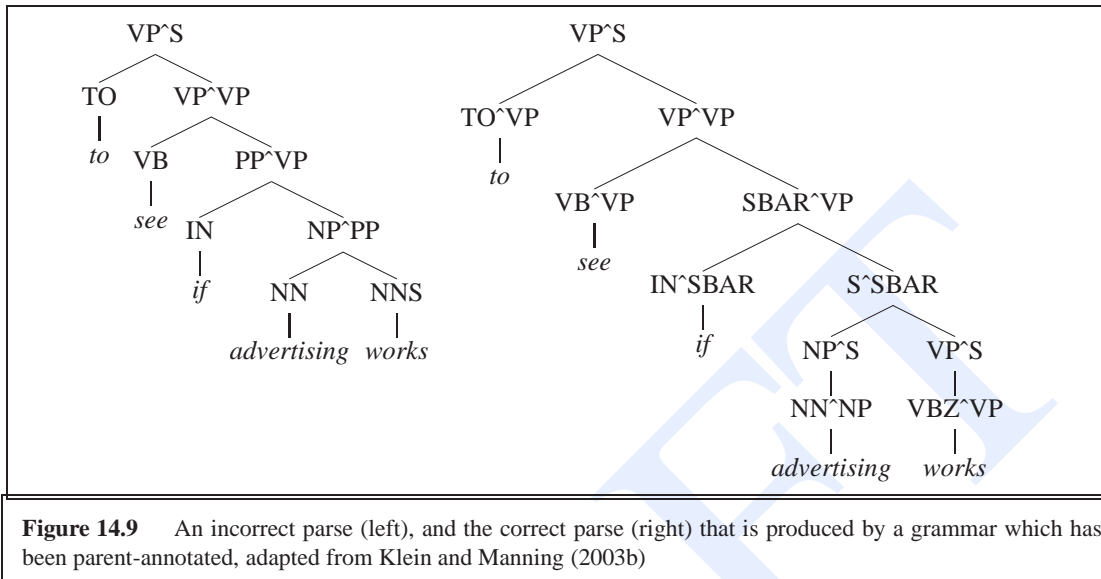 VP^S VP^S
TO VP^VP TO^VP VP^VP
to VB PP^VP to
see IN NP^PP VB^VP SBAR^VP
if NN NNS see IN^SBAR S^SBAR
advertising works if NP^S VP^S
NN^NP VBZ^VP
advertising works
Figure 14.9 An incorrect parse (left), and the correct parse (right) that is produced by a grammar which has
been parent-annotated, adapted from Klein and Manning (2003b)